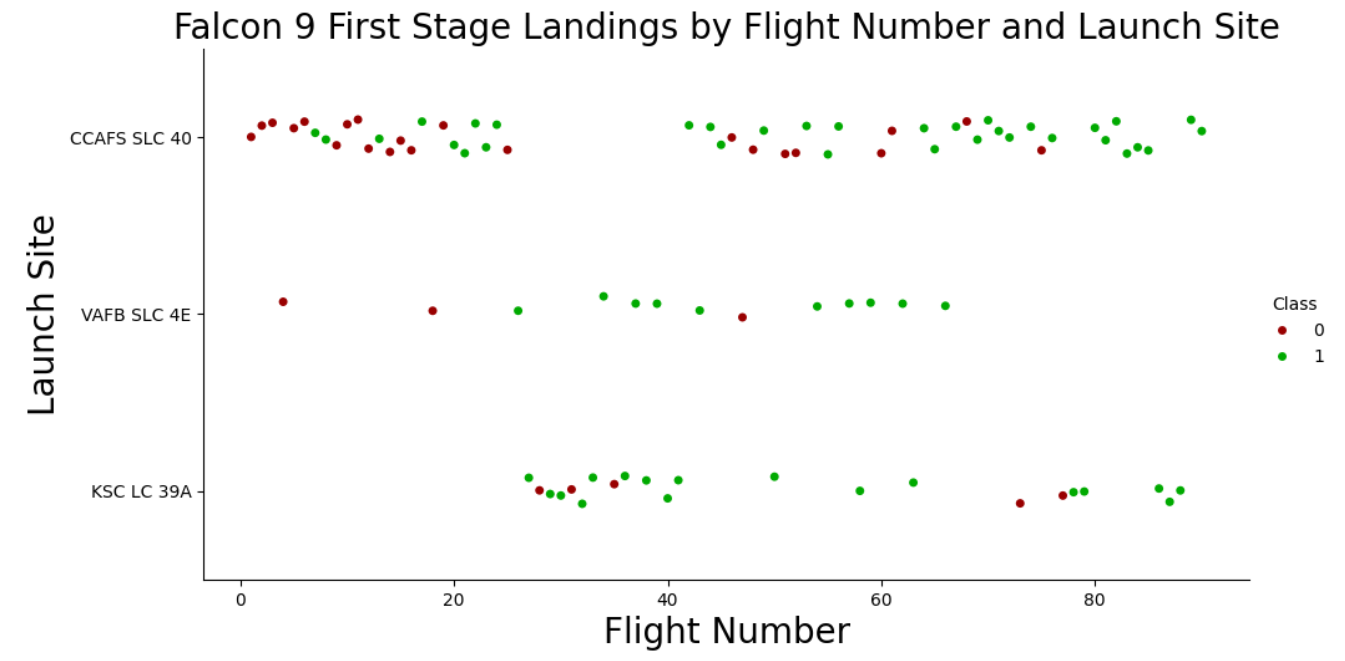 Falcon 9 First Stage Landings by Flight Number and Launch Site
Launch Site
CCAFS SLC 40
VAFB SLC 4E
KSC LC 39A
0 20 40 60 80
Flight Number
Class
0
1